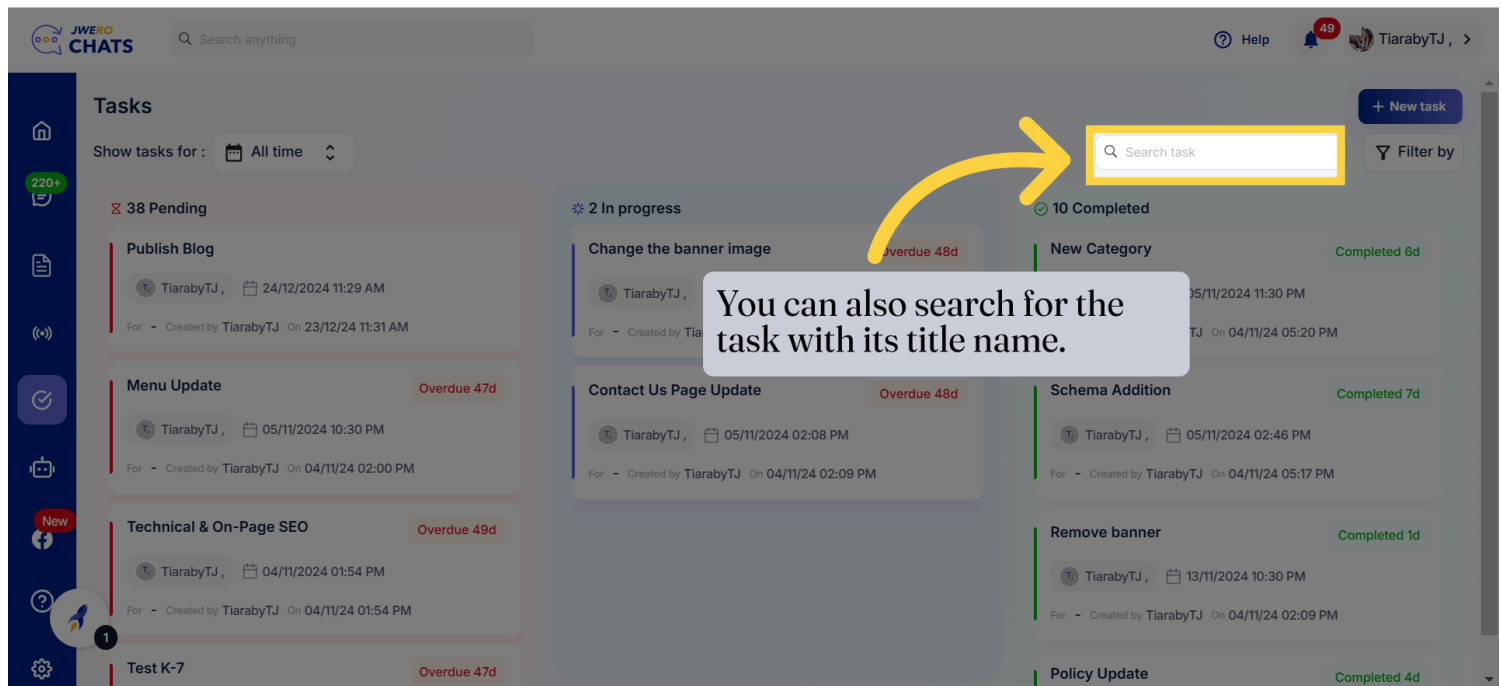 JWERO
CHATS
Search anything
Help
49
TiarabyTJ ,
Tasks
+ New task
Show tasks for :
All time
Search task
Filter by
220+
New
1
38 Pending
Publish Blog
T,
TiarabyTJ ,
24/12/2024 11:29 AM
For - Created by TiarabyTJ On 23/12/24 11:31 AM
Menu Update
Overdue 47d
T,
TiarabyTJ ,
05/11/2024 10:30 PM
For - Created by TiarabyTJ On 04/11/24 02:00 PM
Technical & On-Page SEO
Overdue 49d
T,
TiarabyTJ ,
04/11/2024 01:54 PM
For - Created by TiarabyTJ On 04/11/24 01:54 PM
Test K-7
Overdue 47d
2 In progress
Change the banner image
Overdue 48d
T,
TiarabyTJ ,
For - Created by Tia
You can also search for the
task with its title name.
Contact Us Page Update
Overdue 48d
T,
TiarabyTJ ,
05/11/2024 02:08 PM
For - Created by TiarabyTJ On 04/11/24 02:09 PM
10 Completed
New Category
Completed 6d
05/11/2024 11:30 PM
TJ On 04/11/24 05:20 PM
Schema Addition
Completed 7d
T,
TiarabyTJ ,
05/11/2024 02:46 PM
For - Created by TiarabyTJ On 04/11/24 05:17 PM
Remove banner
Completed 1d
T,
TiarabyTJ ,
13/11/2024 10:30 PM
For - Created by TiarabyTJ On 04/11/24 02:09 PM
Policy Update
Completed 4d